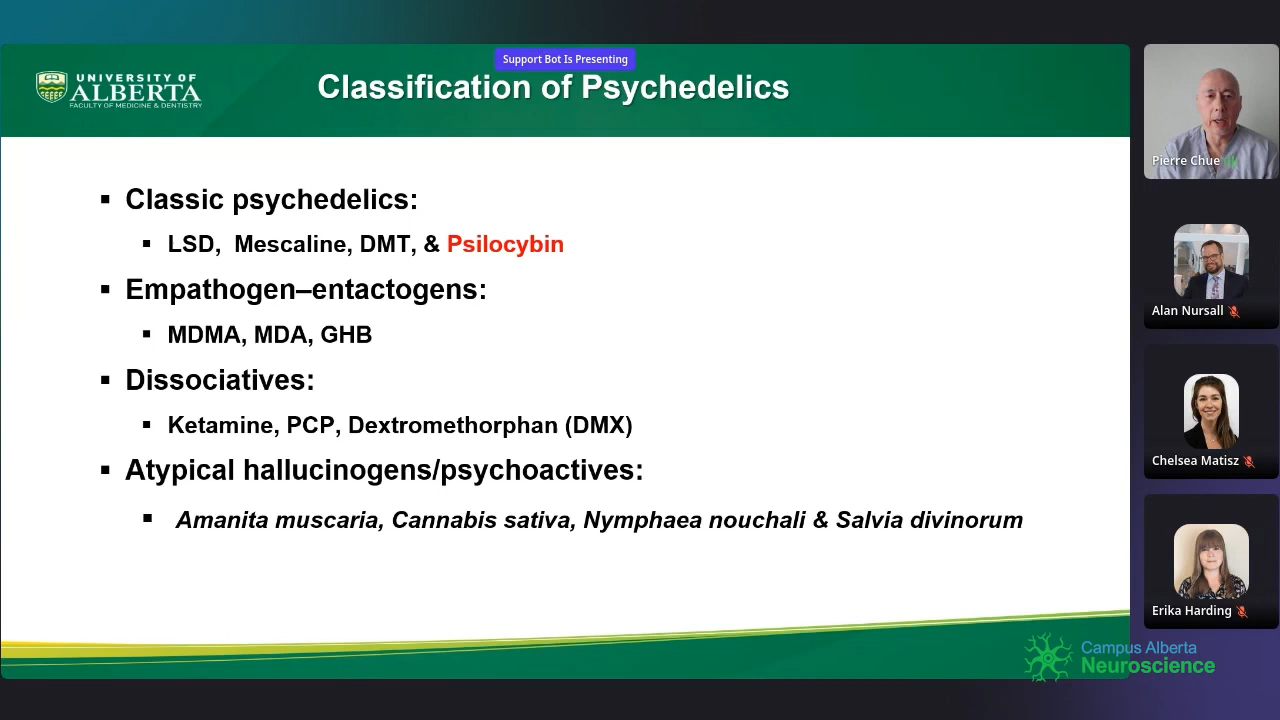 Support Bot Is Presenting
UNIVERSITY OF
ALBERTA
FACULTY OF MEDICINE & DENTISTRY
Classification of Psychedelics
▪ Classic psychedelics:
▪ LSD, Mescaline, DMT, & Psilocybin
▪ Empathogen–entactogens:
▪ MDMA, MDA, GHB
▪ Dissociatives:
▪ Ketamine, PCP, Dextromethorphan (DMX)
▪ Atypical hallucinogens/psychoactives:
▪ Amanita muscaria, Cannabis sativa, Nymphaea nouchali & Salvia divinorum
Pierre Chue
Alan Nursall
Chelsea Matisz
Erika Harding
Campus Alberta
Neuroscience